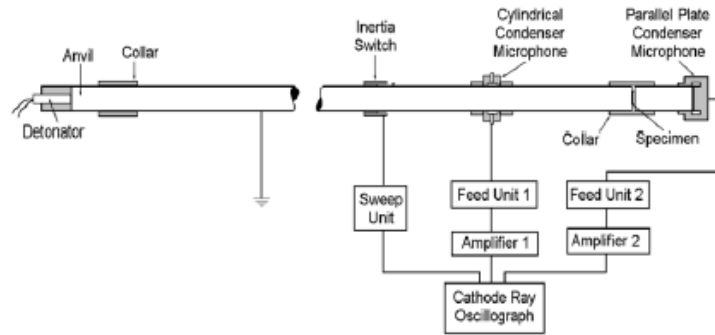 Cylindrical
Condenser
Microphone
Parallel Plate
Condenser
Microphone
Inertia
Switch
Collar
Anvil
Detonator
Collar
Specimen
Sweep
Unit
Feed Unit 1
Feed Unit 2
Amplifier 1
Amplifier 2
Cathode Ray
Oscillograph